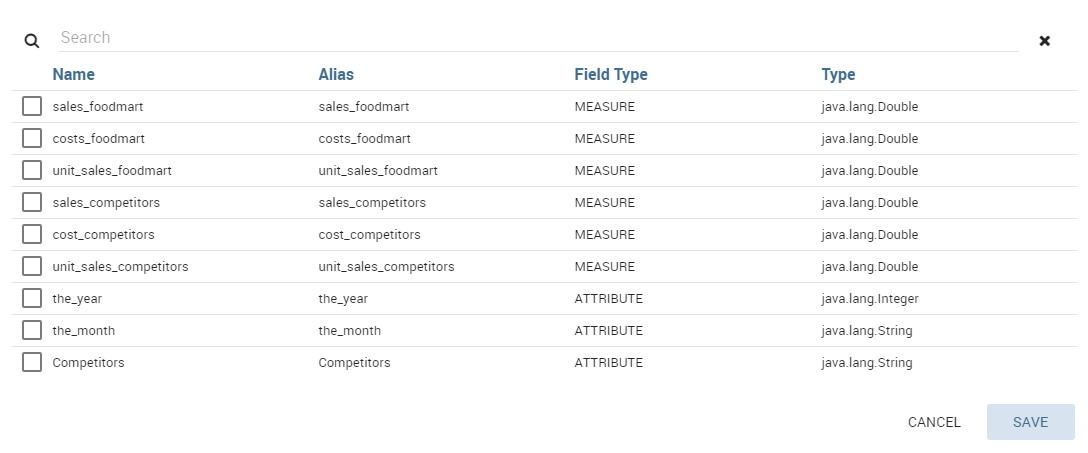 Search
Name Alias Field Type Type
sales_foodmart sales_foodmart MEASURE java.lang.Double
costs_foodmart costs_foodmart MEASURE java.lang.Double
unit_sales_foodmart unit_sales_foodmart MEASURE java.lang.Double
sales_competitors sales_competitors MEASURE java.lang.Double
cost_competitors cost_competitors MEASURE java.lang.Double
unit_sales_competitors unit_sales_competitors MEASURE java.lang.Double
the_year the_year ATTRIBUTE java.lang.Integer
the_month the_month ATTRIBUTE java.lang.String
Competitors Competitors ATTRIBUTE java.lang.String
CANCEL SAVE